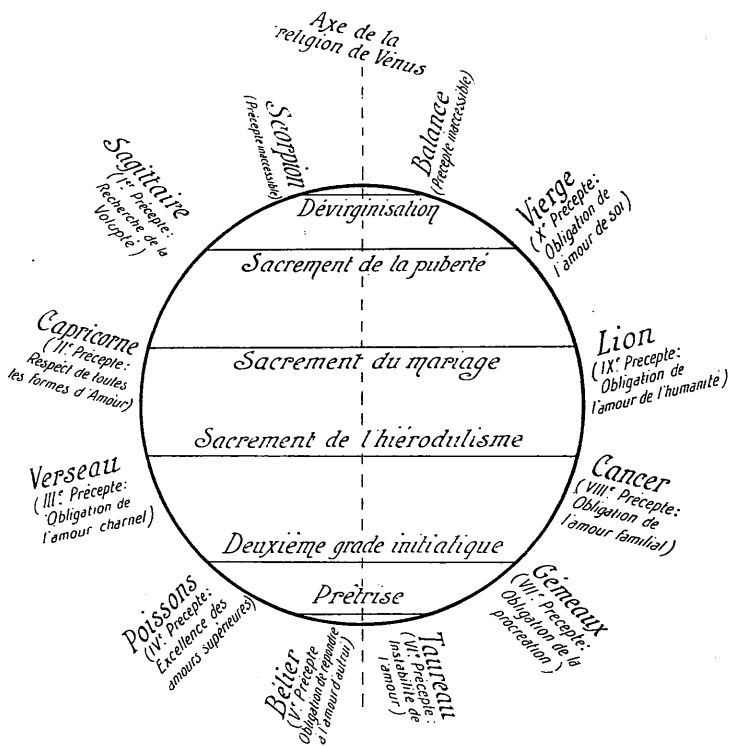 Axe de la
religion de Vénus
Scorpion
(Précepte inaccessible)
Balance
(Précepte inaccessible)
Sagittaire
(Ier Précepte:
Recherche de la
Volupté)
Vierge
(Xe Précepte:
Obligation de
l'amour de soi)
Dévirginisation
Sacrement de la puberté
Capricorne
(IIe Précepte:
Respect de toutes
les formes d'Amour)
Lion
(IXe Précepte:
Obligation de
l'amour de l'humanité)
Sacrement du mariage
Sacrement de l'hiérodulisme
Verseau
(IIIe Précepte:
Obligation de
l'amour charnel)
Cancer
(VIIIe Précepte:
Obligation de
l'amour familial)
Deuxième grade initiatique
Prêtrise
Poissons
(IVe Précepte:
Excellence des
amours supérieures)
Gémeaux
(VIIe Précepte:
Obligation de la
procréation)
Bélier
(Ve Précepte
Obligation de répondre
à l'amour d'autrui)
Taureau
(VIe Précepte:
Instabilité de
l'amour)